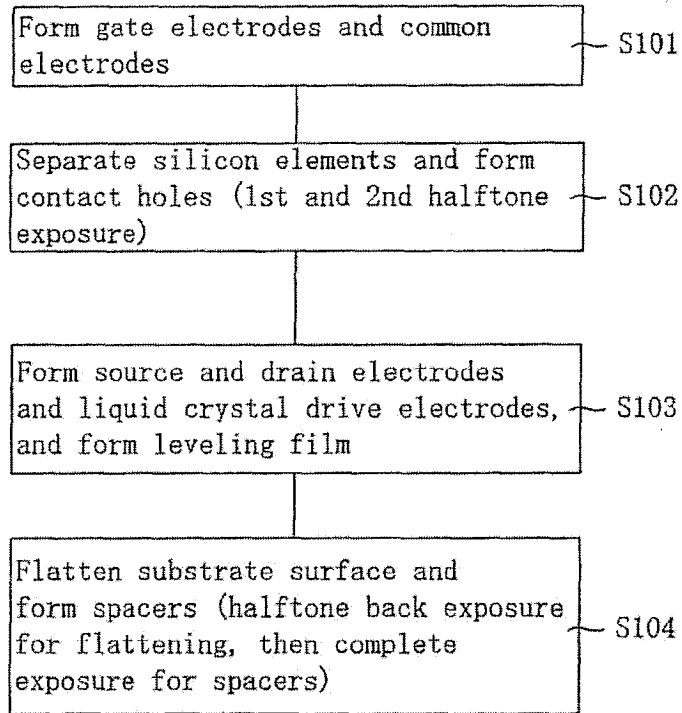 Form gate electrodes and common
electrodes
S101
Separate silicon elements and form
contact holes (1st and 2nd halftone
exposure)
S102
Form source and drain electrodes
and liquid crystal drive electrodes,
and form leveling film
S103
Flatten substrate surface and
form spacers (halftone back exposure
for flattening, then complete
exposure for spacers)
S104